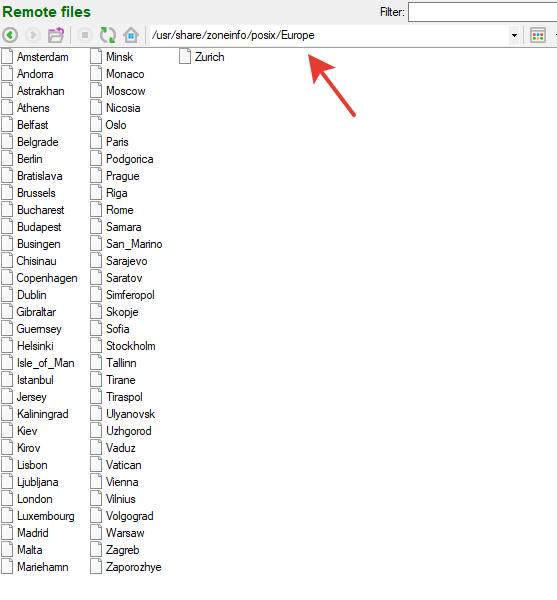 Remote files
Filter:
/usr/share/zoneinfo/posix/Europe
Amsterdam
Andorra
Astrakhan
Athens
Belfast
Belgrade
Berlin
Bratislava
Brussels
Bucharest
Budapest
Busingen
Chisinau
Copenhagen
Dublin
Gibraltar
Guernsey
Helsinki
Isle_of_Man
Istanbul
Jersey
Kaliningrad
Kiev
Kirov
Lisbon
Ljubljana
London
Luxembourg
Madrid
Malta
Mariehamn
Minsk
Monaco
Moscow
Nicosia
Oslo
Paris
Podgorica
Prague
Riga
Rome
Samara
San_Marino
Sarajevo
Saratov
Simferopol
Skopje
Sofia
Stockholm
Tallinn
Tirane
Tiraspol
Ulyanovsk
Uzhgorod
Vaduz
Vatican
Vienna
Vilnius
Volgograd
Warsaw
Zagreb
Zaporozhye
Zurich